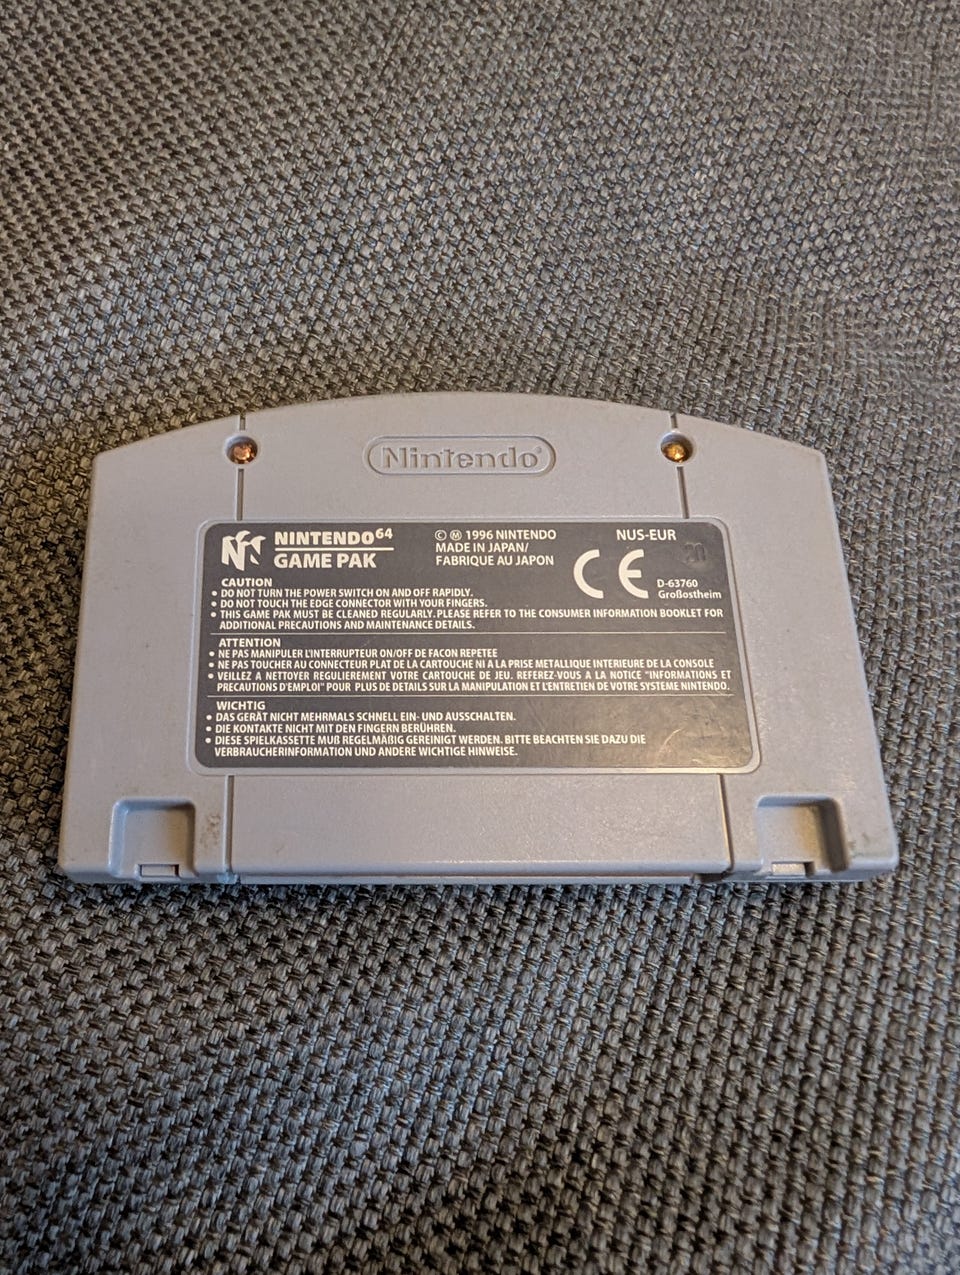 Nintendo
NINTENDO64
GAME PAK
© Ⓜ 1996 NINTENDO
MADE IN JAPAN/
FABRIQUE AU JAPON
NUS-EUR
20
CE
D-63760
Großostheim
CAUTION
• DO NOT TURN THE POWER SWITCH ON AND OFF RAPIDLY.
• DO NOT TOUCH THE EDGE CONNECTOR WITH YOUR FINGERS.
• THIS GAME PAK MUST BE CLEANED REGULARLY. PLEASE REFER TO THE CONSUMER INFORMATION BOOKLET FOR
ADDITIONAL PRECAUTIONS AND MAINTENANCE DETAILS.
ATTENTION
• NE PAS MANIPULER L'INTERRUPTEUR ON/OFF DE FACON REPETEE
• NE PAS TOUCHER AU CONNECTEUR PLAT DE LA CARTOUCHE NI A LA PRISE METALLIQUE INTERIEURE DE LA CONSOLE
• VEILLEZ A NETTOYER REGULIEREMENT VOTRE CARTOUCHE DE JEU. REFEREZ-VOUS A LA NOTICE "INFORMATIONS ET
PRECAUTIONS D'EMPLOI" POUR PLUS DE DETAILS SUR LA MANIPULATION ET L'ENTRETIEN DE VOTRE SYSTEME NINTENDO.
WICHTIG
• DAS GERÄT NICHT MEHRMALS SCHNELL EIN- UND AUSSCHALTEN.
• DIE KONTAKTE NICHT MIT DEN FINGERN BERÜHREN.
• DIESE SPIELKASSETTE MUß REGELMÄßIG GEREINIGT WERDEN. BITTE BEACHTEN SIE DAZU DIE
VERBRAUCHERINFORMATION UND ANDERE WICHTIGE HINWEISE.